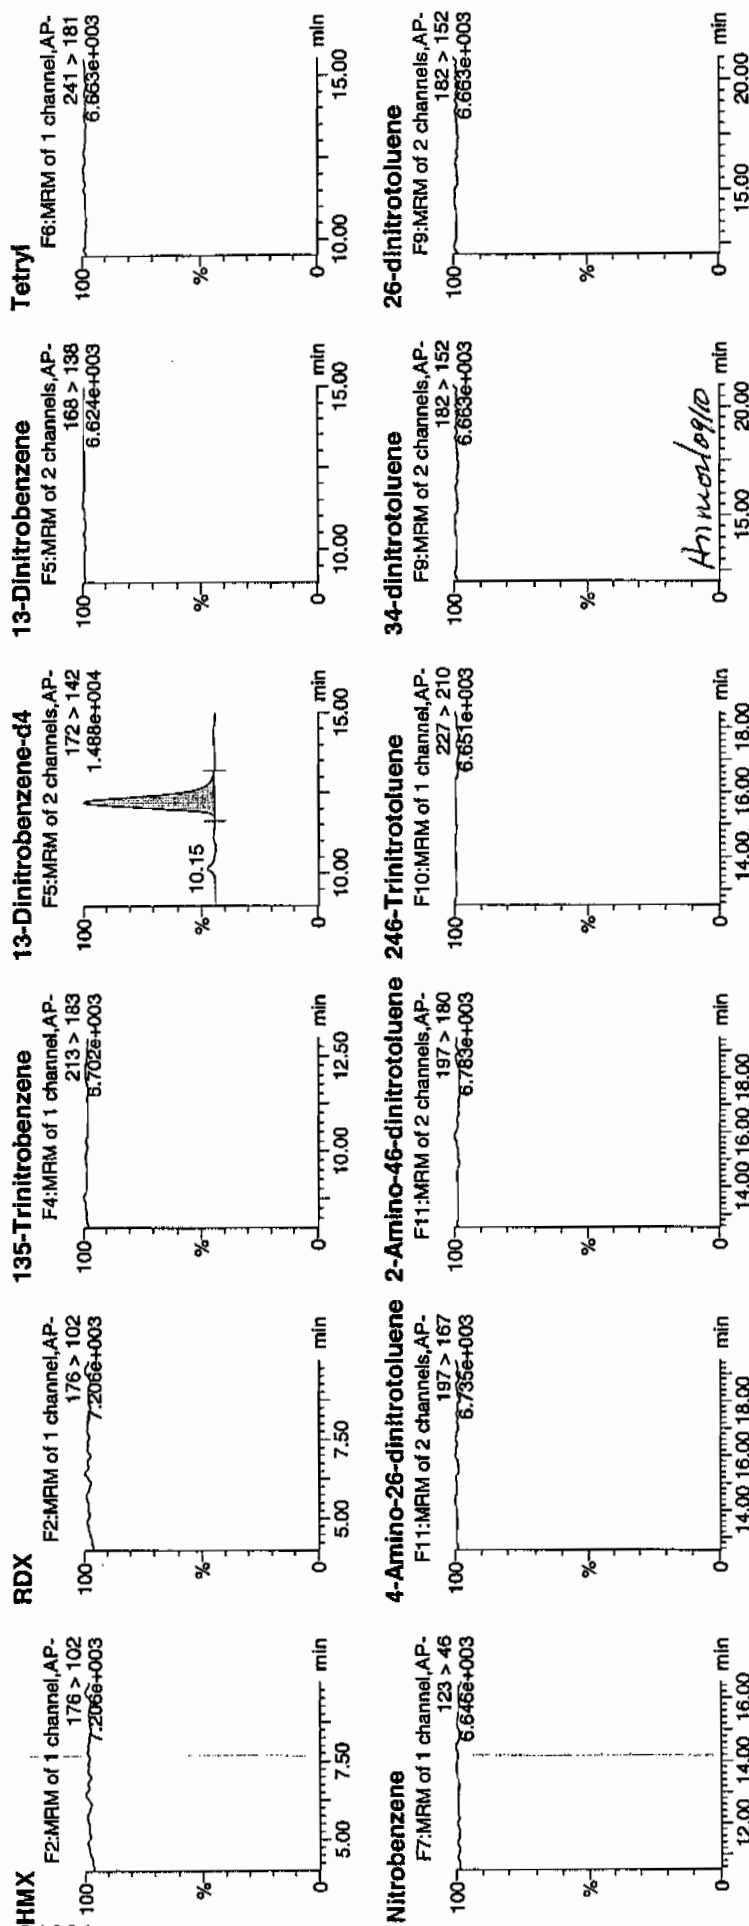 HMX
F2:MRM of 1 channel,AP-
176 > 102
7.206e+003
100
%
0
5.00 7.50 min
RDX
F2:MRM of 1 channel,AP-
176 > 102
7.206e+003
100
%
0
5.00 7.50 min
135-Trinitrobenzene
F4:MRM of 1 channel,AP-
213 > 183
6.702e+003
100
%
0
10.00 12.50 min
13-Dinitrobenzene-d4
F5:MRM of 2 channels,AP-
172 > 142
1.488e+004
100
10.15
%
0
10.00 15.00 min
13-Dinitrobenzene
F5:MRM of 2 channels,AP-
168 > 138
6.624e+003
100
%
0
10.00 15.00 min
Tetryl
F6:MRM of 1 channel,AP-
241 > 181
6.663e+003
100
%
0
10.00 15.00 min
Nitrobenzene
F7:MRM of 1 channel,AP-
123 > 46
6.646e+003
100
%
0
12.00 14.00 16.00 min
4-Amino-26-dinitrotoluene
F11:MRM of 2 channels,AP-
197 > 167
6.735e+003
100
%
0
14.00 16.00 18.00 min
2-Amino-46-dinitrotoluene
F11:MRM of 2 channels,AP-
197 > 180
6.783e+003
100
%
0
14.00 16.00 18.00 min
246-Trinitrotoluene
F10:MRM of 1 channel,AP-
227 > 210
6.651e+003
100
%
0
14.00 16.00 18.00 min
34-dinitrotoluene
F9:MRM of 2 channels,AP-
182 > 152
6.663e+003
100
%
0
15.00 20.00 min
26-dinitrotoluene
F9:MRM of 2 channels,AP-
182 > 152
6.663e+003
100
%
0
15.00 20.00 min